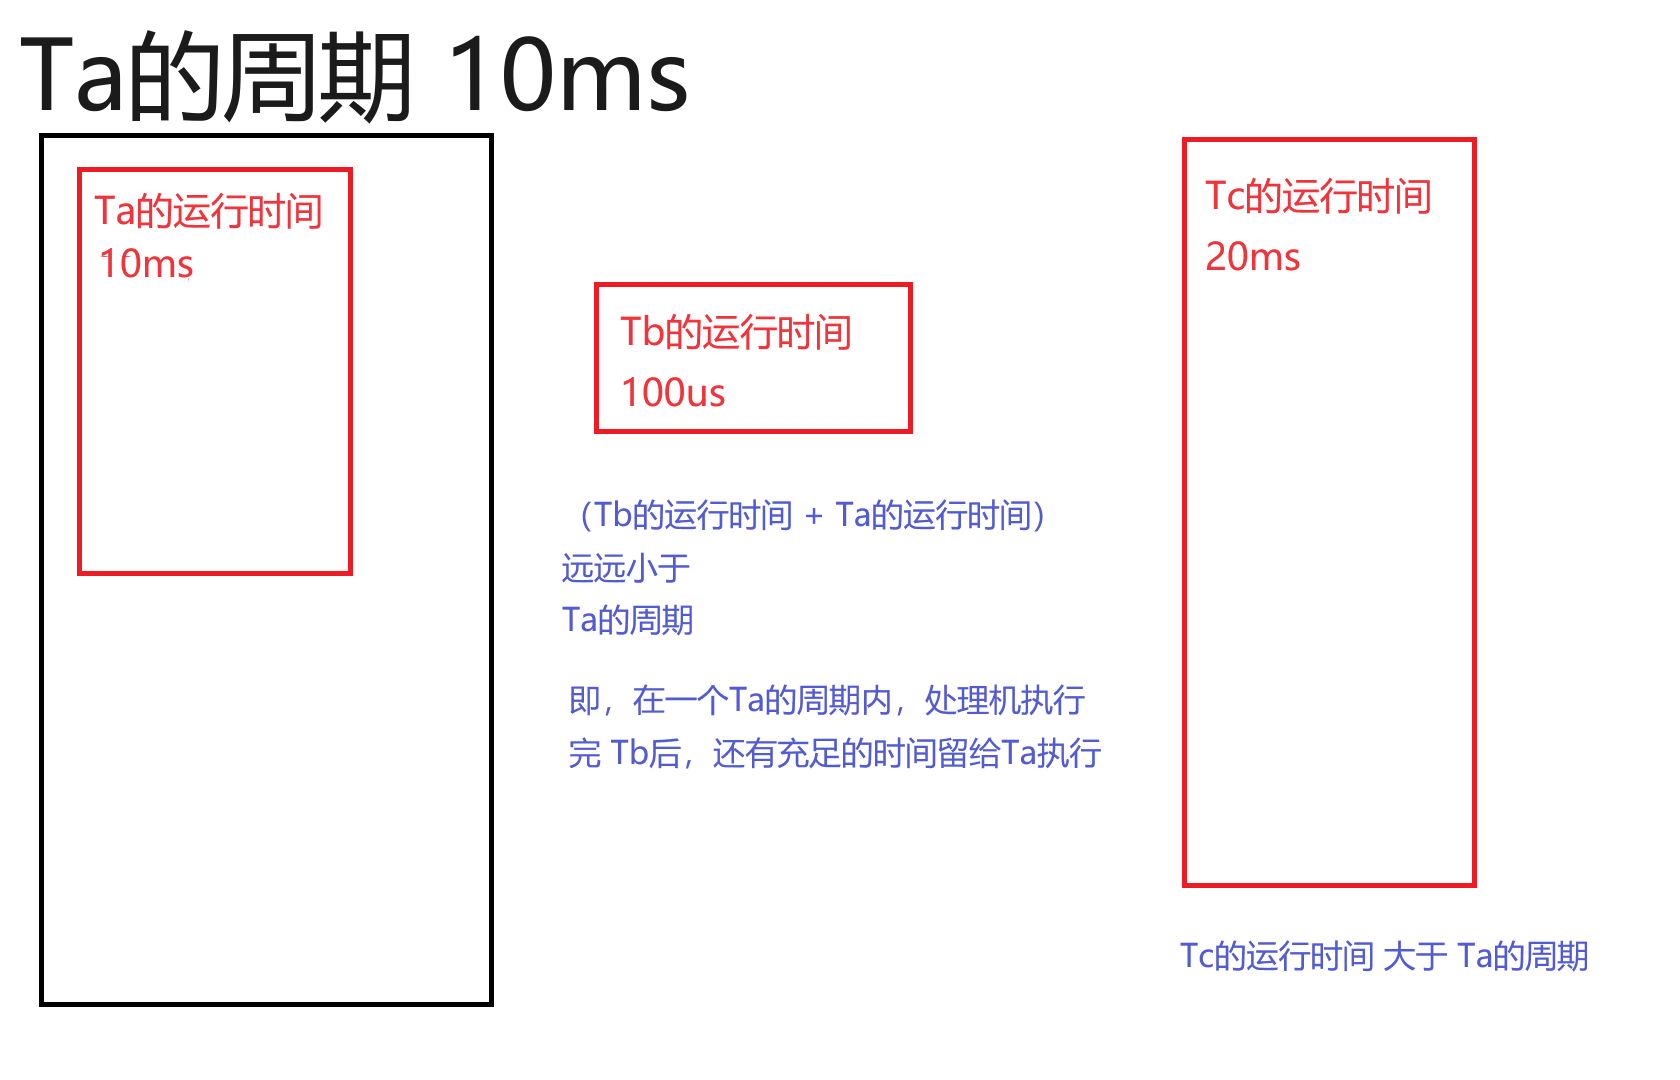 Ta的周期 10ms
Ta的运行时间
10ms
Tb的运行时间
100us
（Tb的运行时间 + Ta的运行时间）
远远小于
Ta的周期
即，在一个Ta的周期内，处理机执行
完 Tb后，还有充足的时间留给Ta执行
Tc的运行时间
20ms
Tc的运行时间 大于 Ta的周期